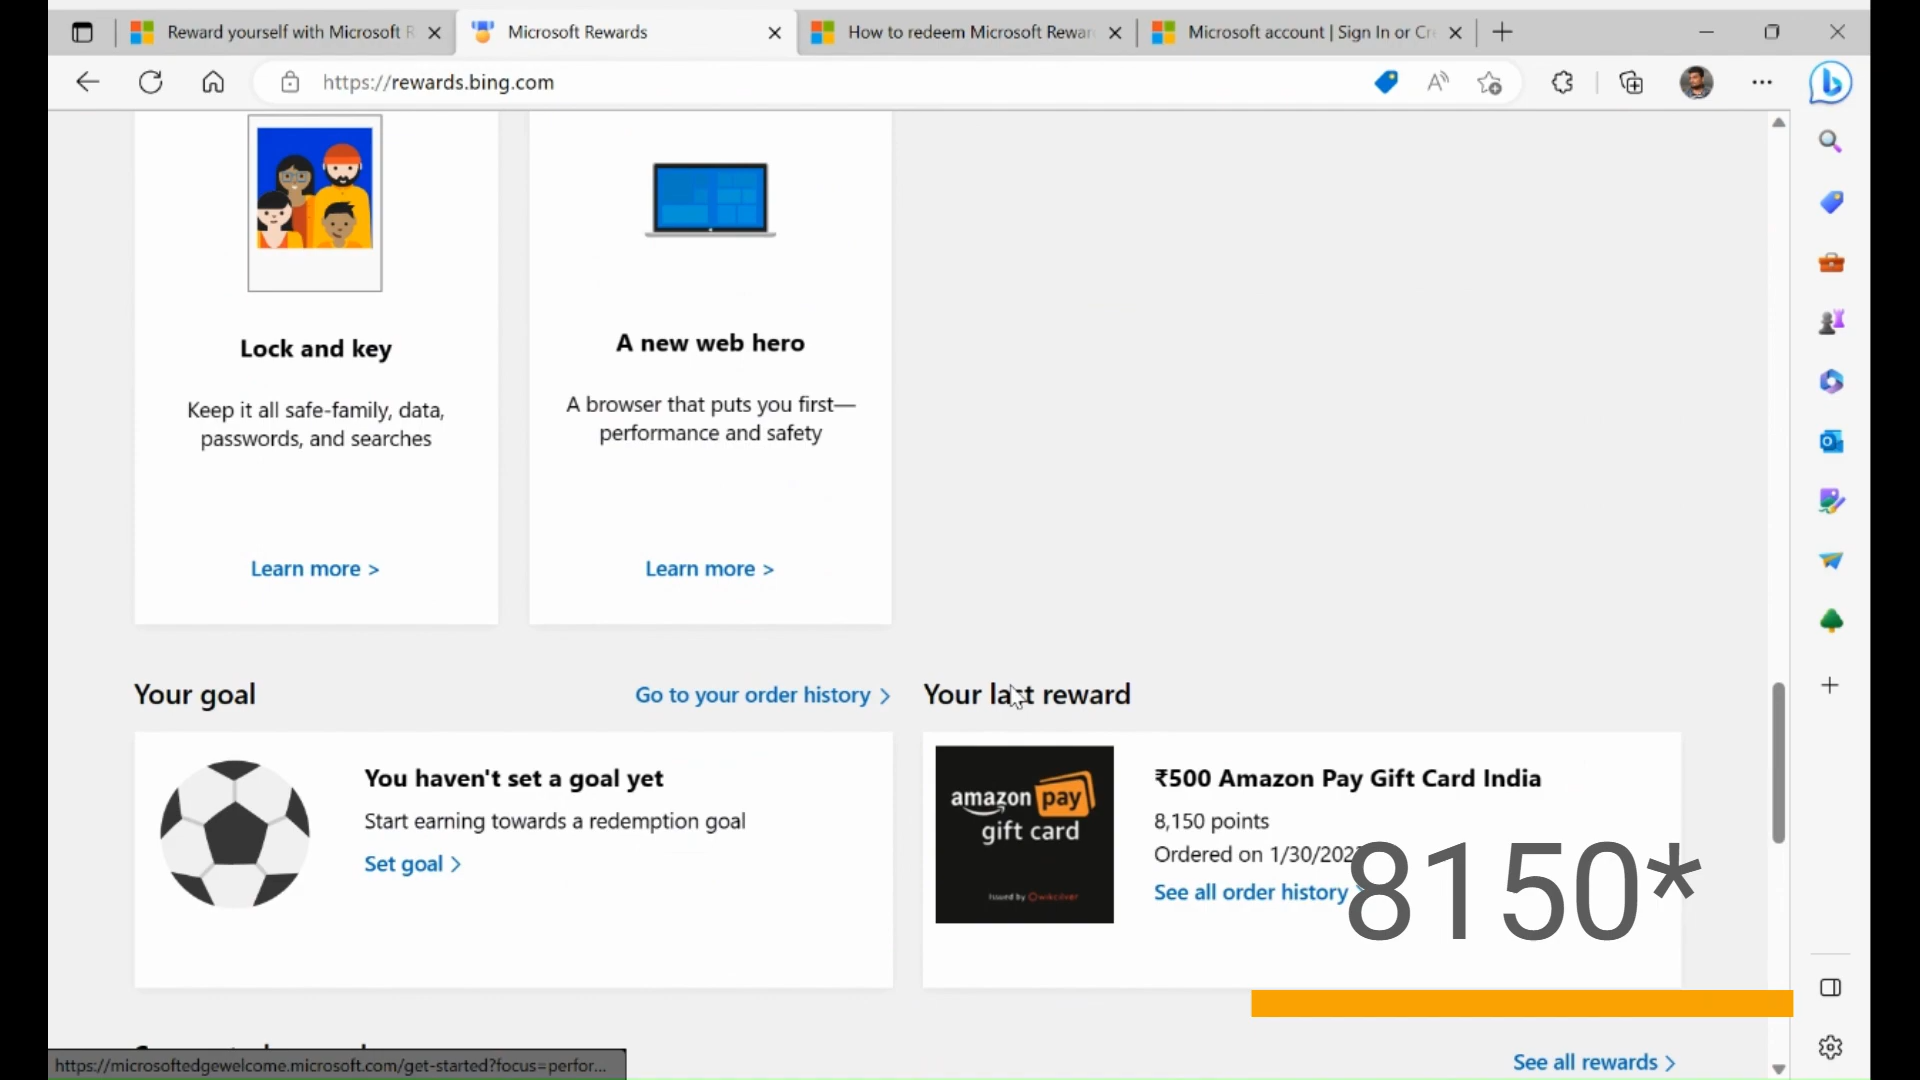 Reward yourself with Microsoft R
Microsoft Rewards
How to redeem Microsoft Rewar
Microsoft account | Sign In or Cre
https://rewards.bing.com
Lock and key
Keep it all safe-family, data,
passwords, and searches
Learn more >
A new web hero
A browser that puts you first—
performance and safety
Learn more >
Your goal
Go to your order history >
You haven't set a goal yet
Start earning towards a redemption goal
Set goal >
Your last reward
amazon pay
gift card
Issued by Qwikcilver
₹500 Amazon Pay Gift Card India
8,150 points
Ordered on 1/30/202
See all order history
8150*
See all rewards >
https://microsoftedgewelcome.microsoft.com/get-started?focus=perfor...